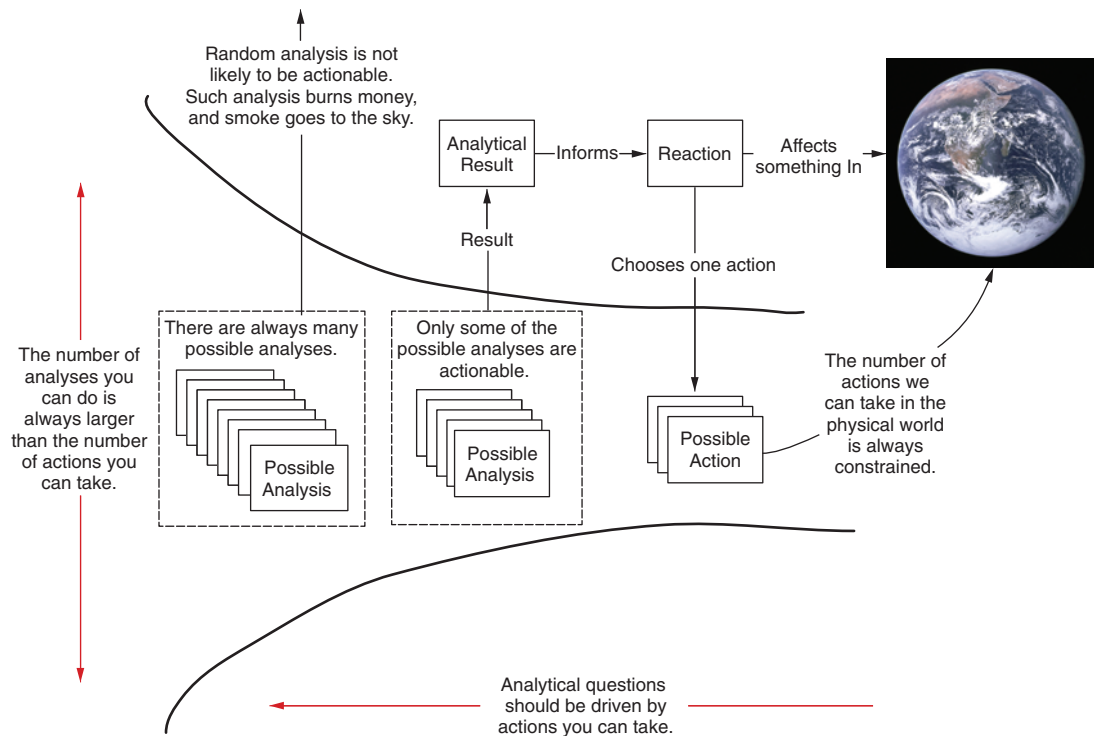 Random analysis is not
likely to be actionable.
Such analysis burns money,
and smoke goes to the sky.
Analytical
Result
Informs
Reaction
Affects
something In
Result
Chooses one action
There are always many
possible analyses.
Only some of the
possible analyses are
actionable.
The number of
analyses you
can do is
always larger
than the number
of actions you
can take.
Possible
Analysis
Possible
Analysis
Possible
Action
The number of
actions we
can take in the
physical world
is always
constrained.
Analytical questions
should be driven by
actions you can take.